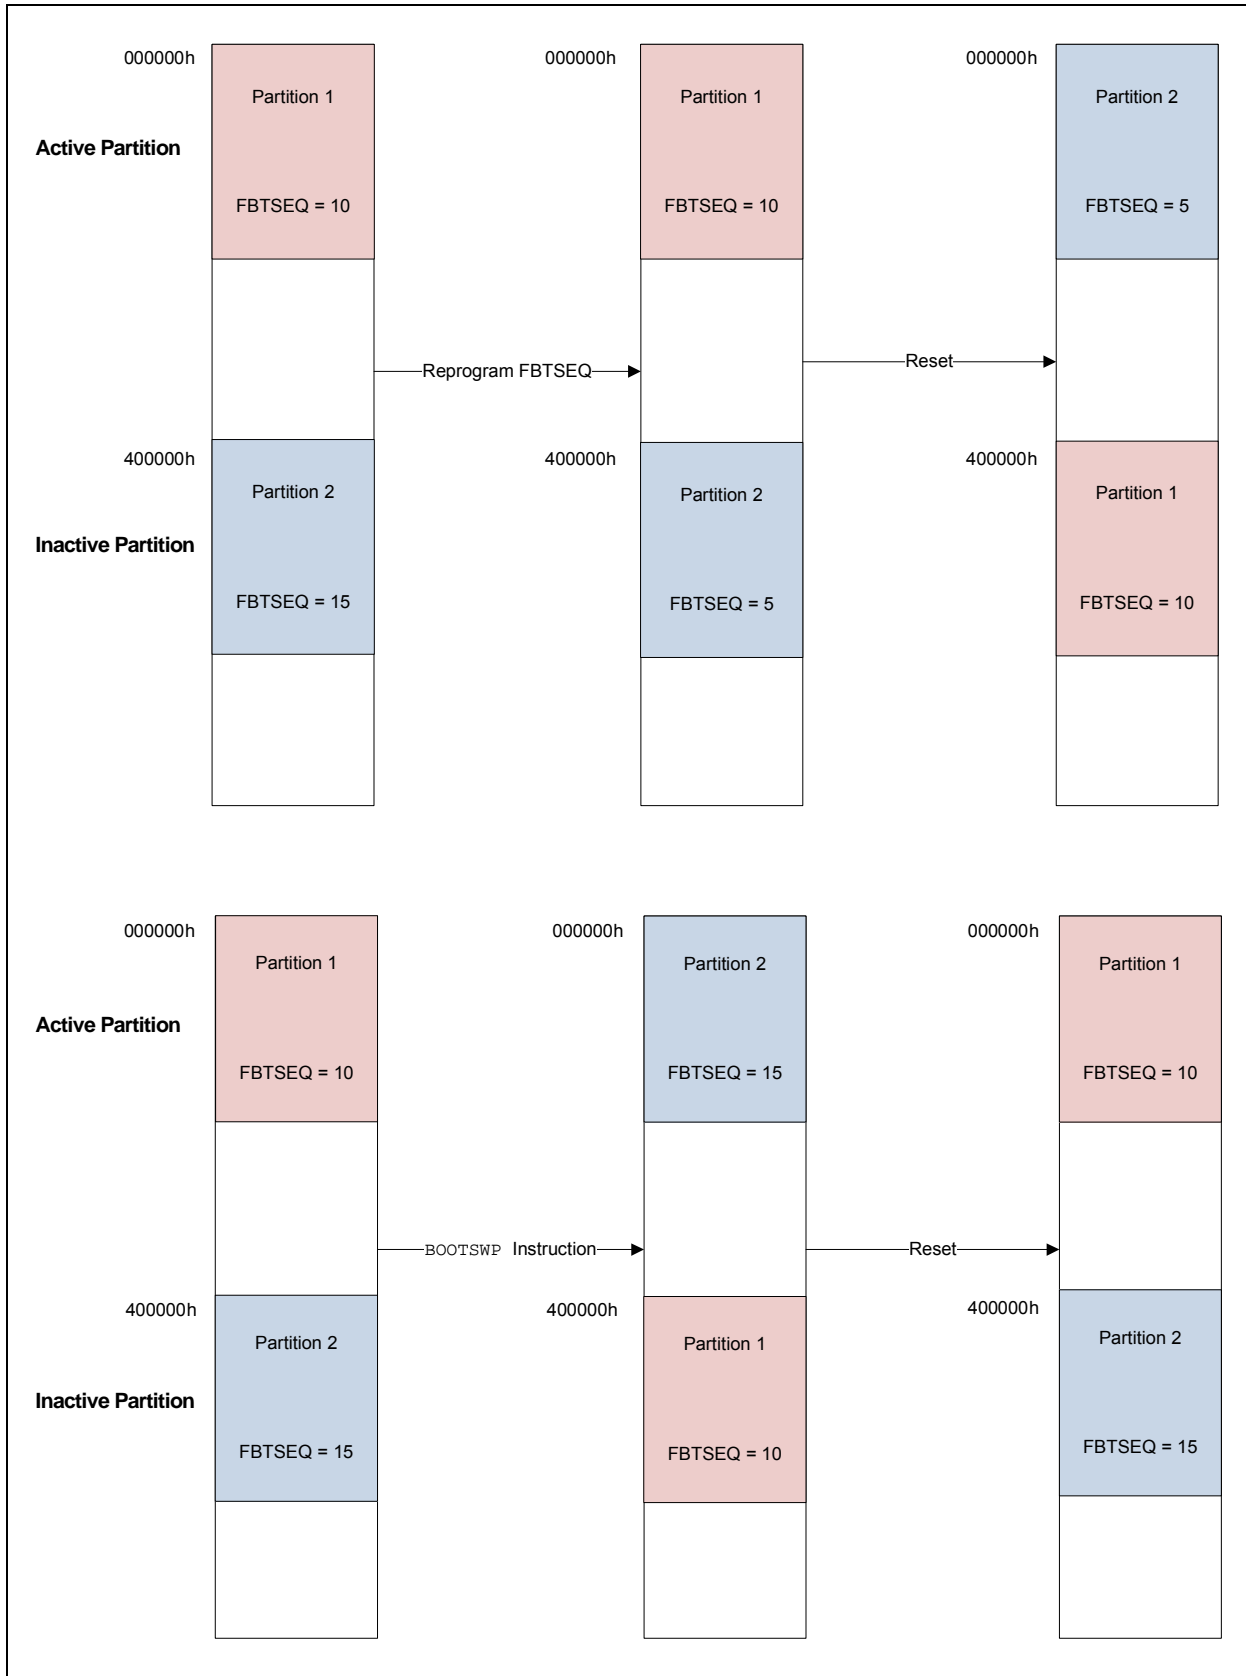 000000h
000000h
000000h
Partition 1
Partition 1
Partition 2
Active Partition
FBTSEQ = 10
FBTSEQ = 10
FBTSEQ = 5
Reprogram FBTSEQ
Reset
400000h
400000h
400000h
Partition 2
Partition 2
Partition 1
Inactive Partition
FBTSEQ = 15
FBTSEQ = 5
FBTSEQ = 10
000000h
000000h
000000h
Partition 1
Partition 2
Partition 1
Active Partition
FBTSEQ = 10
FBTSEQ = 15
FBTSEQ = 10
BOOTSWP Instruction
Reset
400000h
400000h
400000h
Partition 2
Partition 1
Partition 2
Inactive Partition
FBTSEQ = 15
FBTSEQ = 10
FBTSEQ = 15